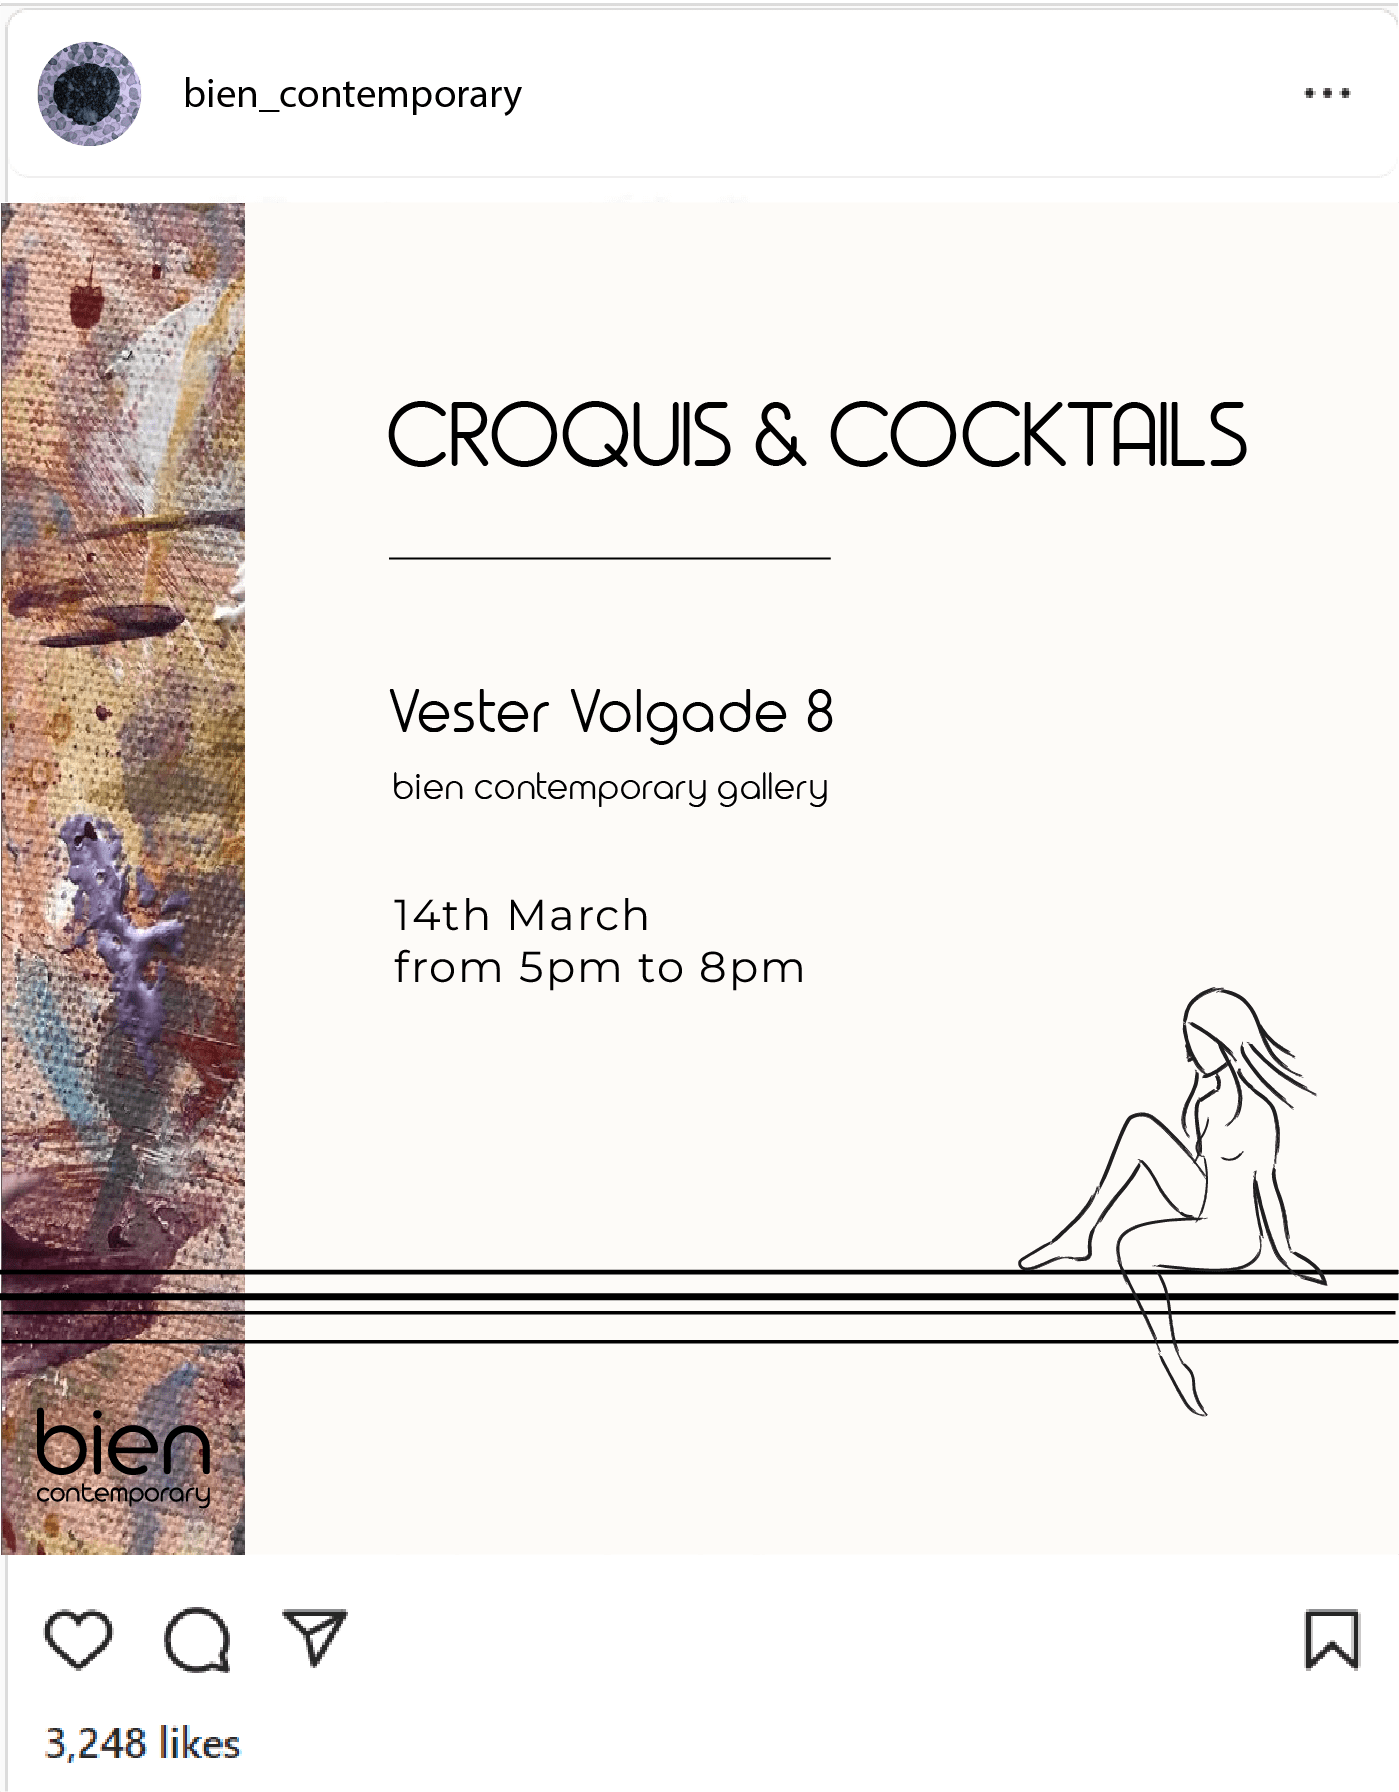 bien_contemporary
CROQUIS & COCKTAILS
Vester Volgade 8
bien contemporary gallery
14th March
from 5pm to 8pm
bien
contemporary
3,248 likes